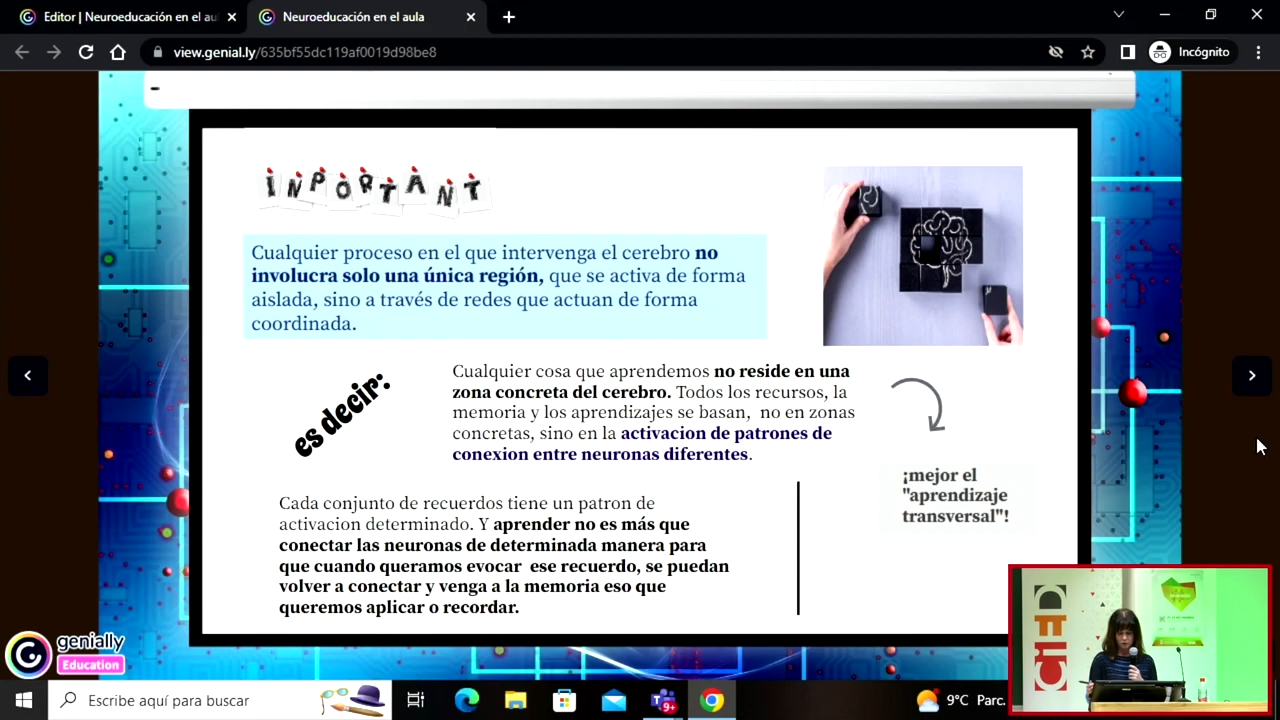 Editor | Neuroeducación en el au
Neuroeducación en el aula
view.genial.ly/635bf55dc119af0019d98be8
Incógnito
INPORTANT
Cualquier proceso en el que intervenga el cerebro no
involucra solo una única región, que se activa de forma
aislada, sino a través de redes que actuan de forma
coordinada.
es decir:
Cualquier cosa que aprendemos no reside en una
zona concreta del cerebro. Todos los recursos, la
memoria y los aprendizajes se basan, no en zonas
concretas, sino en la activacion de patrones de
conexion entre neuronas diferentes.
¡mejor el
"aprendizaje
transversal"!
Cada conjunto de recuerdos tiene un patron de
activacion determinado. Y aprender no es más que
conectar las neuronas de determinada manera para
que cuando queramos evocar ese recuerdo, se puedan
volver a conectar y venga a la memoria eso que
queremos aplicar o recordar.
genially
Education
Escribe aquí para buscar
9+
9°C Parc.